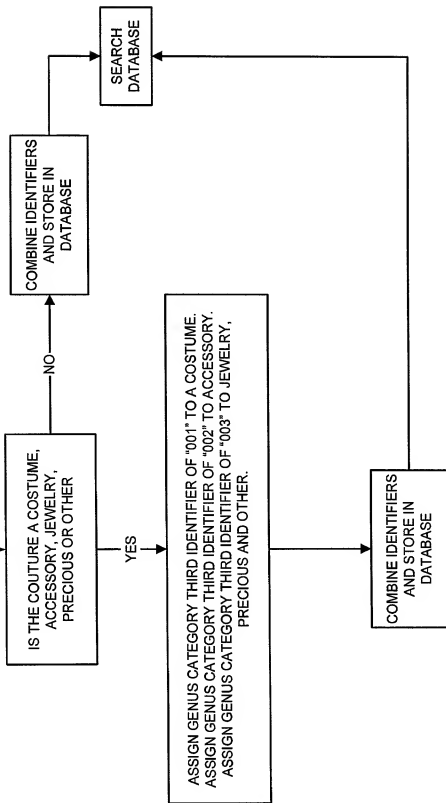 IS THE COUTURE A COSTUME,
ACCESSORY, JEWELRY,
PRECIOUS OR OTHER
NO
COMBINE IDENTIFIERS
AND STORE IN
DATABASE
SEARCH
DATABASE
YES
ASSIGN GENUS CATEGORY THIRD IDENTIFIER OF "001" TO A COSTUME.
ASSIGN GENUS CATEGORY THIRD IDENTIFIER OF "002" TO ACCESSORY.
ASSIGN GENUS CATEGORY THIRD IDENTIFIER OF "003" TO JEWELRY,
PRECIOUS AND OTHER.
COMBINE IDENTIFIERS
AND STORE IN
DATABASE